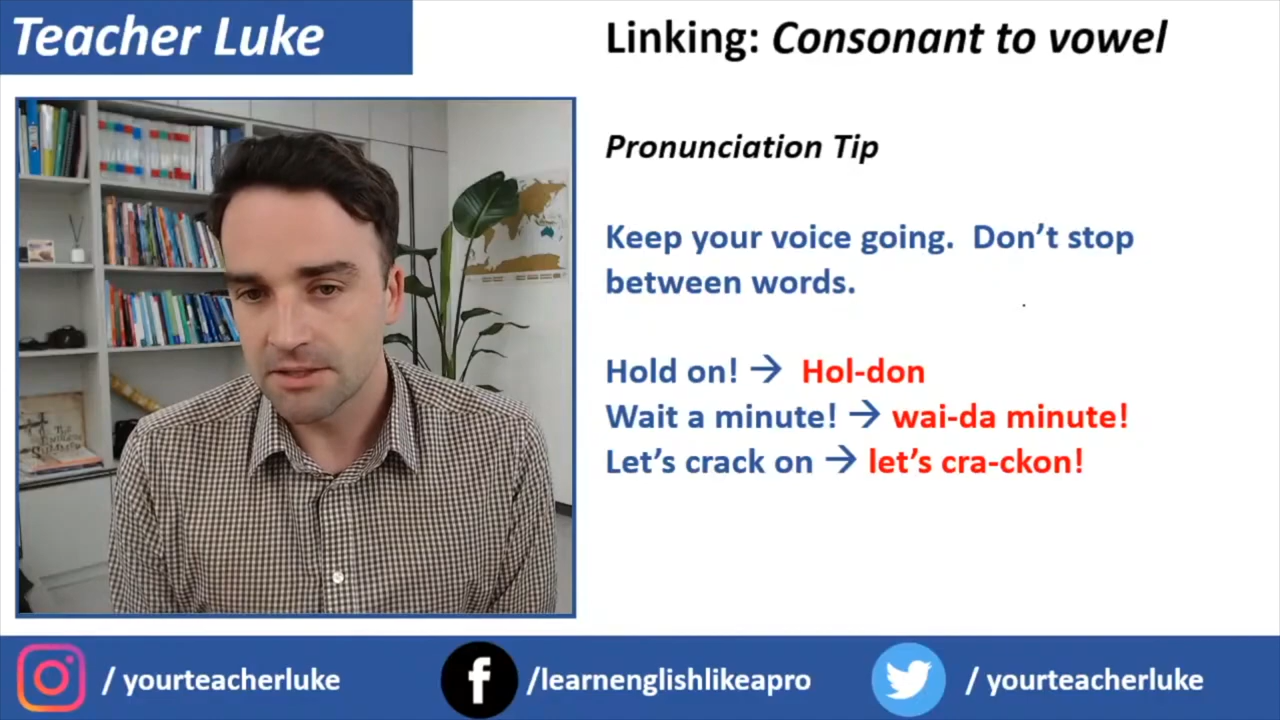 Teacher Luke
Linking: Consonant to vowel
Pronunciation Tip
Keep your voice going. Don't stop
between words.
Hold on! → Hol-don
Wait a minute! → wai-da minute!
Let's crack on → let's cra-ckon!
/ yourteacherluke
/learnenglishlikeapro
/ yourteacherluke